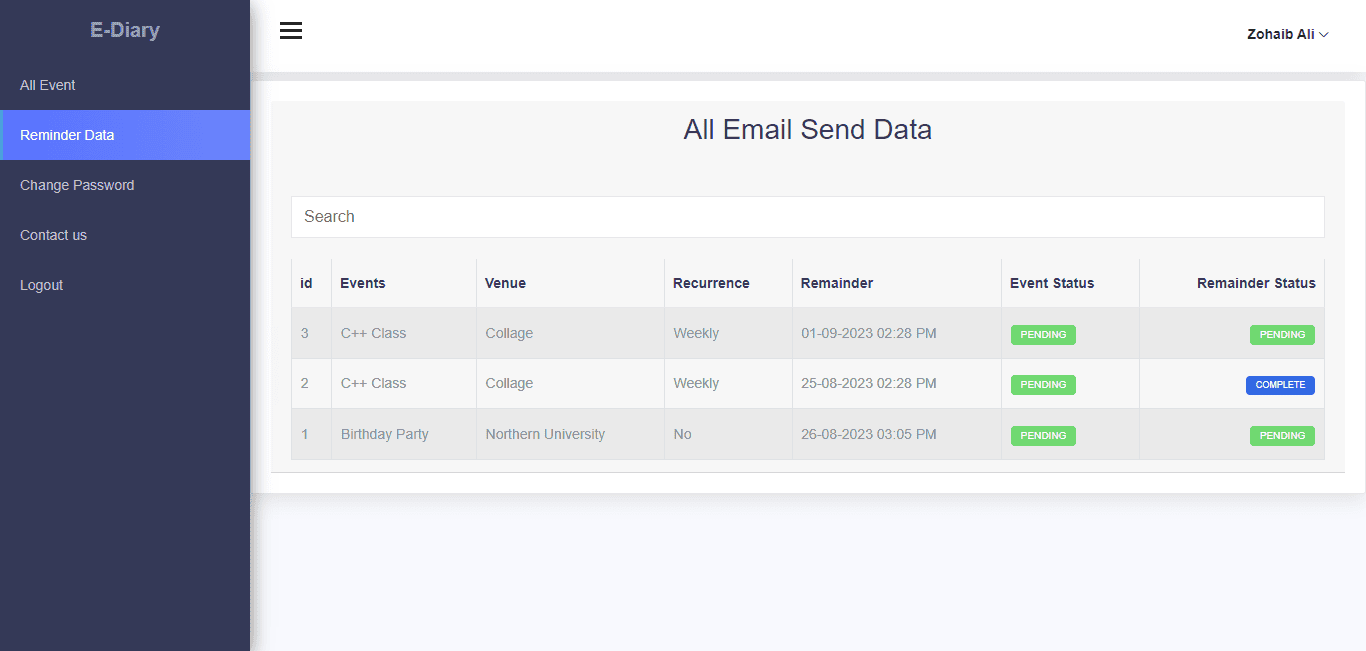 E-Diary
Zohaib Ali
All Event
Reminder Data
Change Password
Contact us
Logout
All Email Send Data
Search
id Events Venue Recurrence Remainder Event Status Remainder Status
3 C++ Class Collage Weekly 01-09-2023 02:28 PM PENDING PENDING
2 C++ Class Collage Weekly 25-08-2023 02:28 PM PENDING COMPLETE
1 Birthday Party Northern University No 26-08-2023 03:05 PM PENDING PENDING